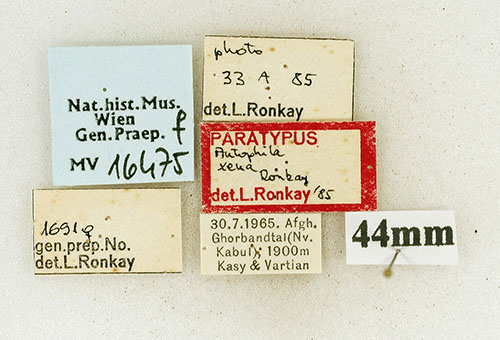 Nat.hist.Mus.
Wien
Gen.Praep. f
MV 16475
photo
33 A 85
det.L.Ronkay
PARATYPUS
Autophila
xena
Ronkay
det.L.Ronkay '85
1691 ♀
gen.prep.No.
det.L.Ronkay
30.7.1965. Afgh.
Ghorbandtal(Nv.
Kabul), 1900m
Kasy & Vartian
44mm